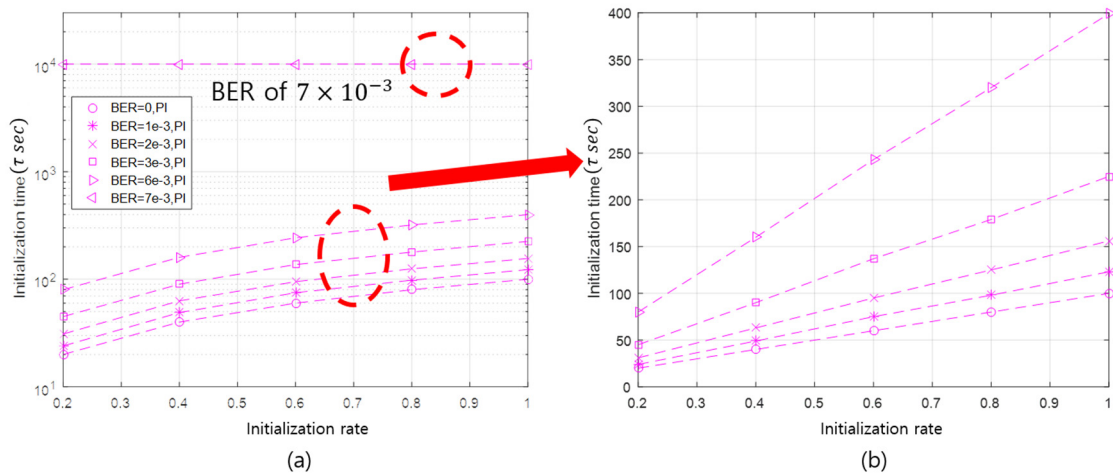 Initialization time(τ sec)
10⁴
10³
10²
10¹
BER of 7 × 10⁻³
BER=0,PI
BER=1e-3,PI
BER=2e-3,PI
BER=3e-3,PI
BER=6e-3,PI
BER=7e-3,PI
0.2 0.3 0.4 0.5 0.6 0.7 0.8 0.9 1
Initialization rate
(a)
Initialization time(τ sec)
400
350
300
250
200
150
100
50
0
0.2 0.3 0.4 0.5 0.6 0.7 0.8 0.9 1
Initialization rate
(b)